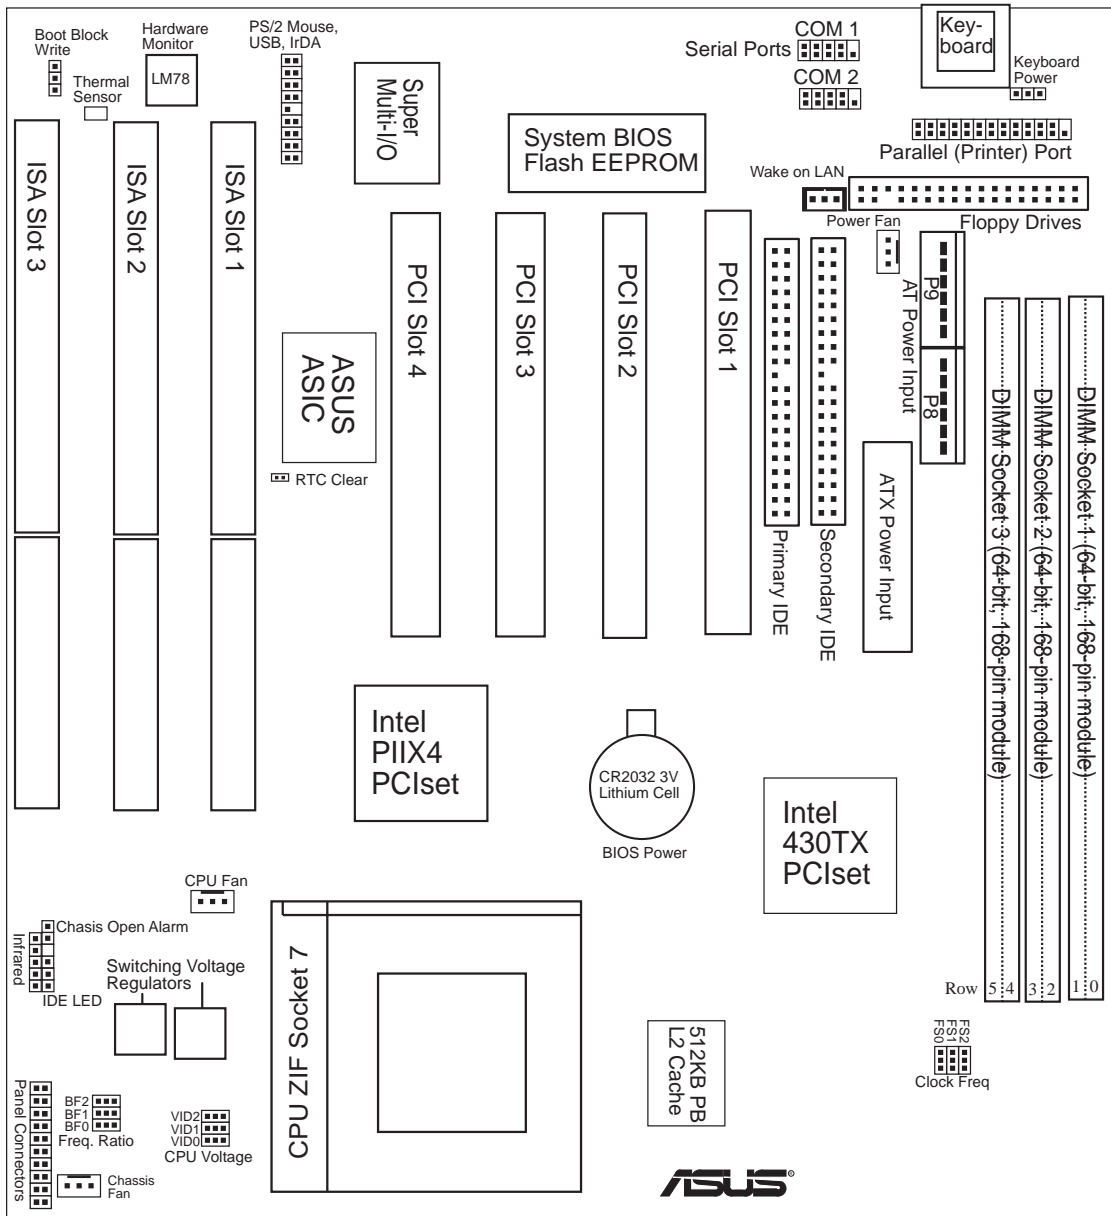 Boot Block
Write
Hardware
Monitor
LM78
Thermal
Sensor
PS/2 Mouse,
USB, IrDA
Super
Multi-I/O
System BIOS
Flash EEPROM
COM 1
Serial Ports
COM 2
Key-
board
Keyboard
Power
Parallel (Printer) Port
Wake on LAN
Floppy Drives
Power Fan
ISA Slot 3
ISA Slot 2
ISA Slot 1
ASUS
ASIC
RTC Clear
PCI Slot 4
PCI Slot 3
PCI Slot 2
PCI Slot 1
Primary IDE
Secondary IDE
P9
P8
AT Power Input
ATX Power Input
DIMM Socket 3 (64-bit, 168-pin module)
DIMM Socket 2 (64-bit, 168-pin module)
DIMM Socket 1 (64-bit, 168-pin module)
Intel
PIIX4
PCIset
CR2032 3V
Lithium Cell
BIOS Power
Intel
430TX
PCIset
CPU Fan
Chasis Open Alarm
Infrared
IDE LED
Switching Voltage
Regulators
CPU ZIF Socket 7
Row 5 4 3 2 1 0
512KB PB
L2 Cache
FS2
FS1
FS0
Clock Freq
Panel Connectors
BF2
BF1
BF0
Freq. Ratio
VID2
VID1
VID0
CPU Voltage
Chassis
Fan
ASUS®